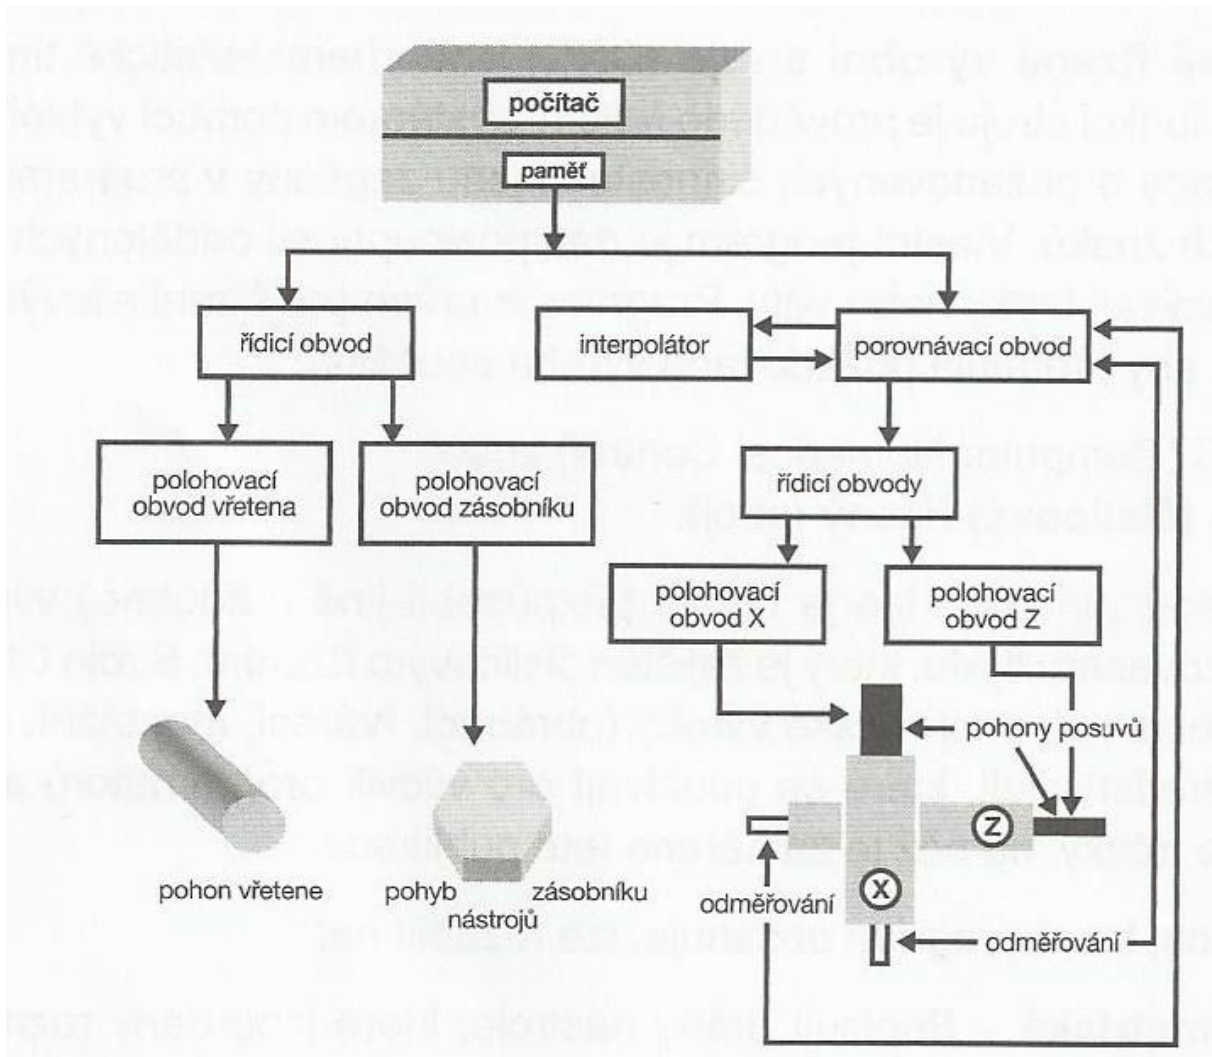 počítač
paměť
řídicí obvod
interpolátor
porovnávací obvod
polohovací
obvod vřetena
polohovací
obvod zásobníku
řídicí obvody
polohovací
obvod X
polohovací
obvod Z
pohony posuvů
Z
X
pohon vřetene
pohyb zásobníku
nástrojů
odměřování
odměřování